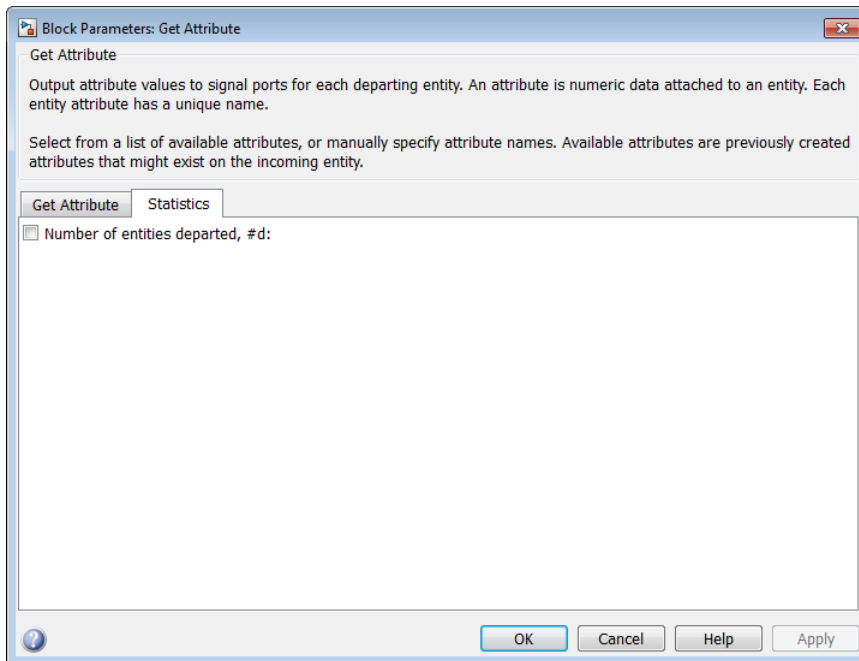 Block Parameters: Get Attribute
Get Attribute
Output attribute values to signal ports for each departing entity. An attribute is numeric data attached to an entity. Each
entity attribute has a unique name.
Select from a list of available attributes, or manually specify attribute names. Available attributes are previously created
attributes that might exist on the incoming entity.
Get Attribute Statistics
Number of entities departed, #d:
OK Cancel Help Apply